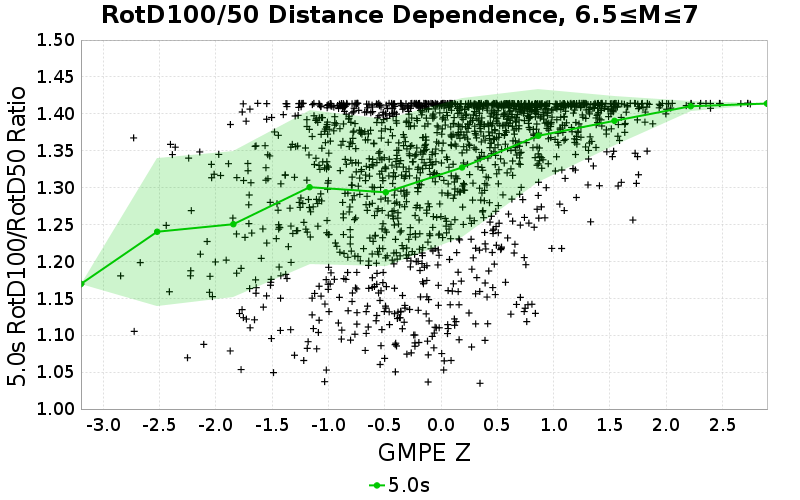 RotD100/50 Distance Dependence, 6.5≤M≤7
5.0s RotD100/RotD50 Ratio
1.50
1.45
1.40
1.35
1.30
1.25
1.20
1.15
1.10
1.05
1.00
-3.0 -2.5 -2.0 -1.5 -1.0 -0.5 0.0 0.5 1.0 1.5 2.0 2.5
GMPE Z
5.0s